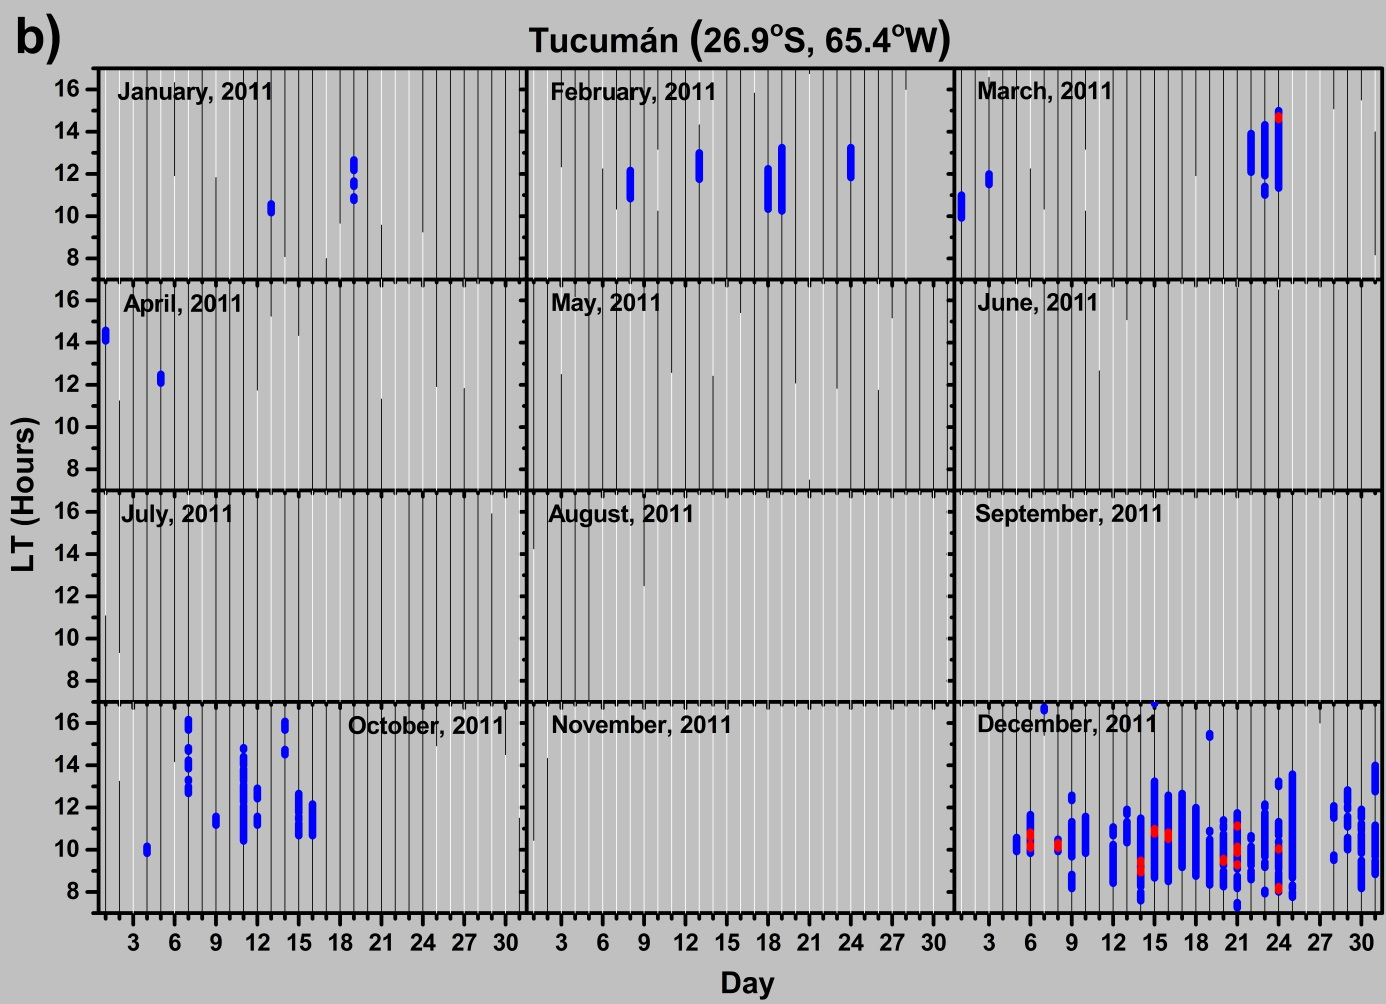 b)
Tucumán (26.9°S, 65.4°W)
January, 2011
February, 2011
March, 2011
16
14
12
10
8
April, 2011
May, 2011
June, 2011
16
14
12
10
8
July, 2011
August, 2011
September, 2011
16
14
12
10
8
October, 2011
November, 2011
December, 2011
16
14
12
10
8
LT (Hours)
3 6 9 12 15 18 21 24 27 30 3 6 9 12 15 18 21 24 27 30 3 6 9 12 15 18 21 24 27 30
Day